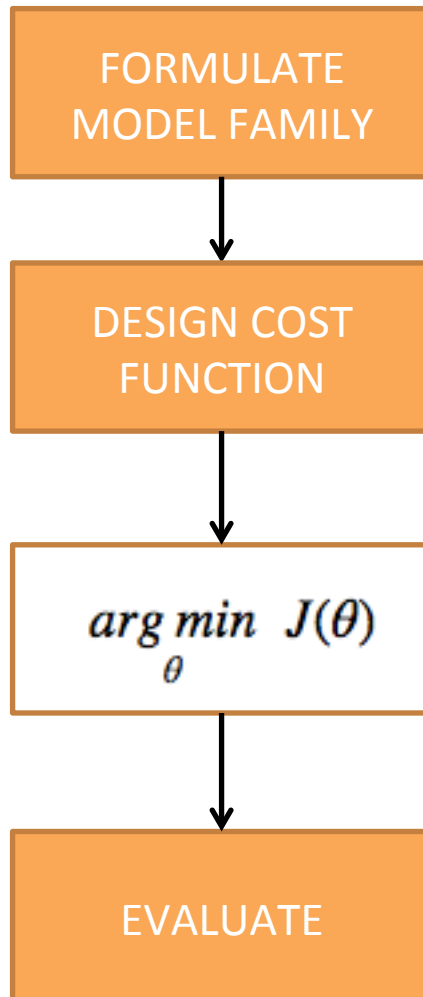 FORMULATE
MODEL FAMILY
DESIGN COST
FUNCTION
arg min J(θ)
θ
EVALUATE